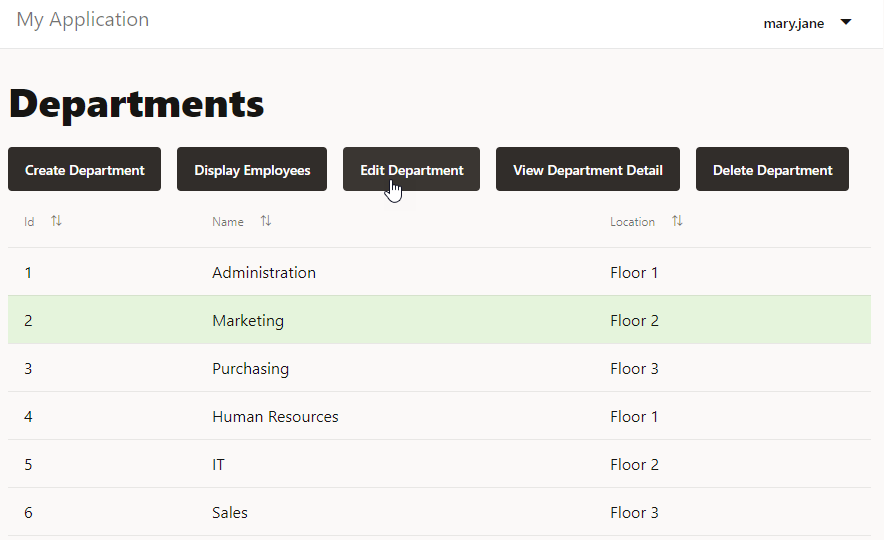 My Application
mary.jane
Departments
Create Department Display Employees Edit Department View Department Detail Delete Department
Id Name Location
1 Administration Floor 1
2 Marketing Floor 2
3 Purchasing Floor 3
4 Human Resources Floor 1
5 IT Floor 2
6 Sales Floor 3